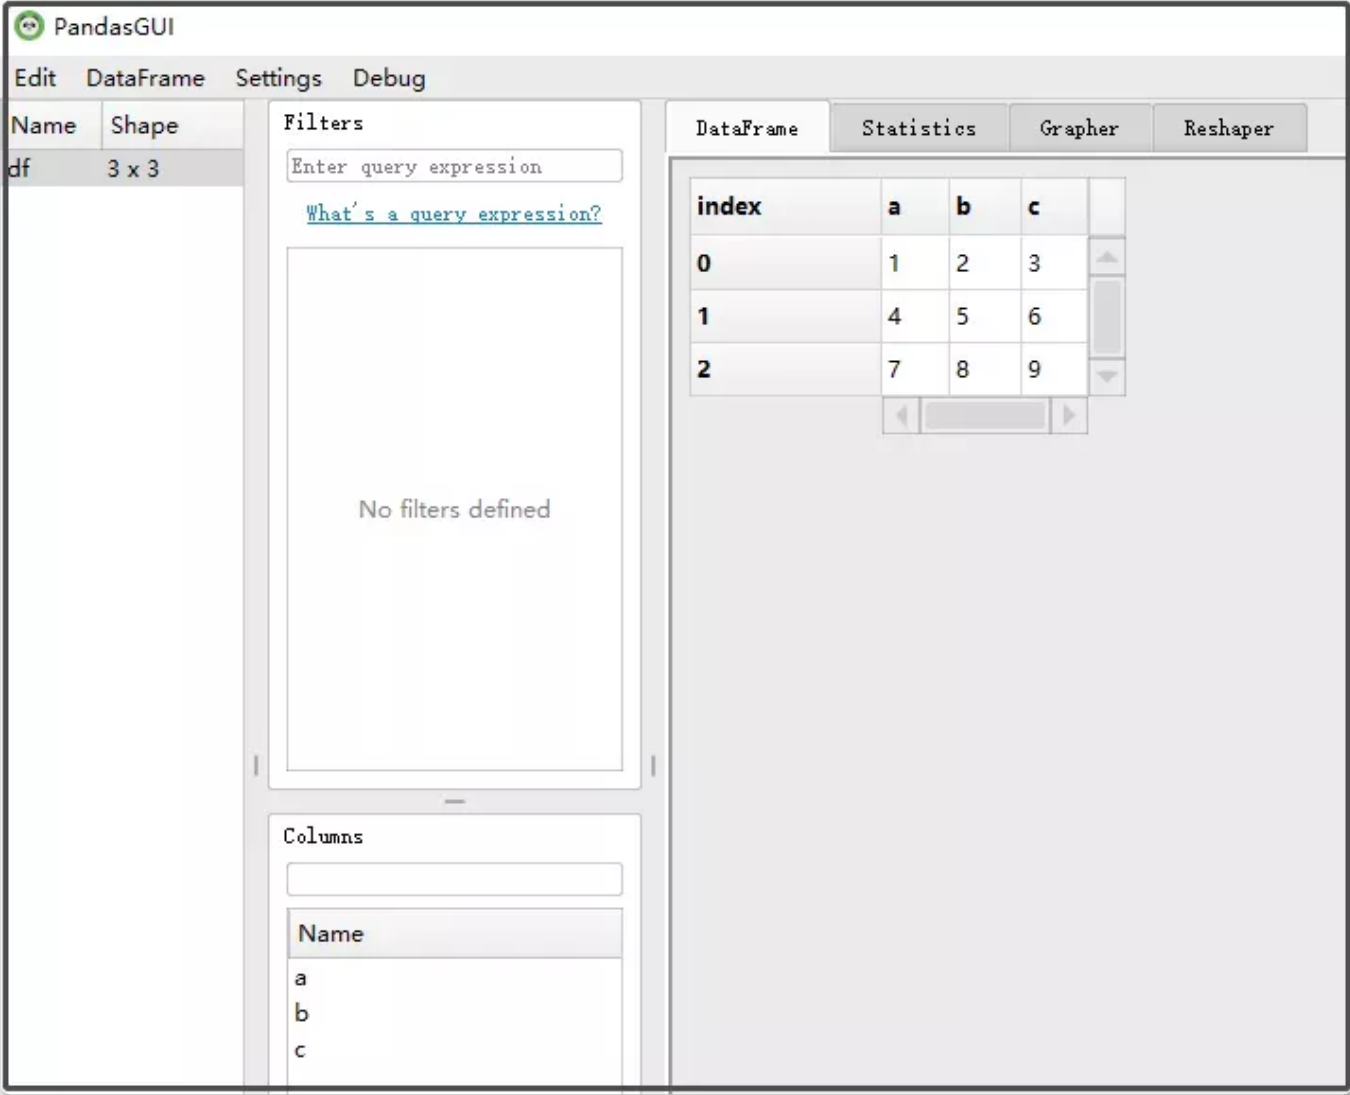 PandasGUI
Edit DataFrame Settings Debug
Name Shape
df 3 x 3
Filters
Enter query expression
What's a query expression?
No filters defined
Columns
Name
a
b
c
DataFrame Statistics Grapher Reshaper
index a b c
0 1 2 3
1 4 5 6
2 7 8 9